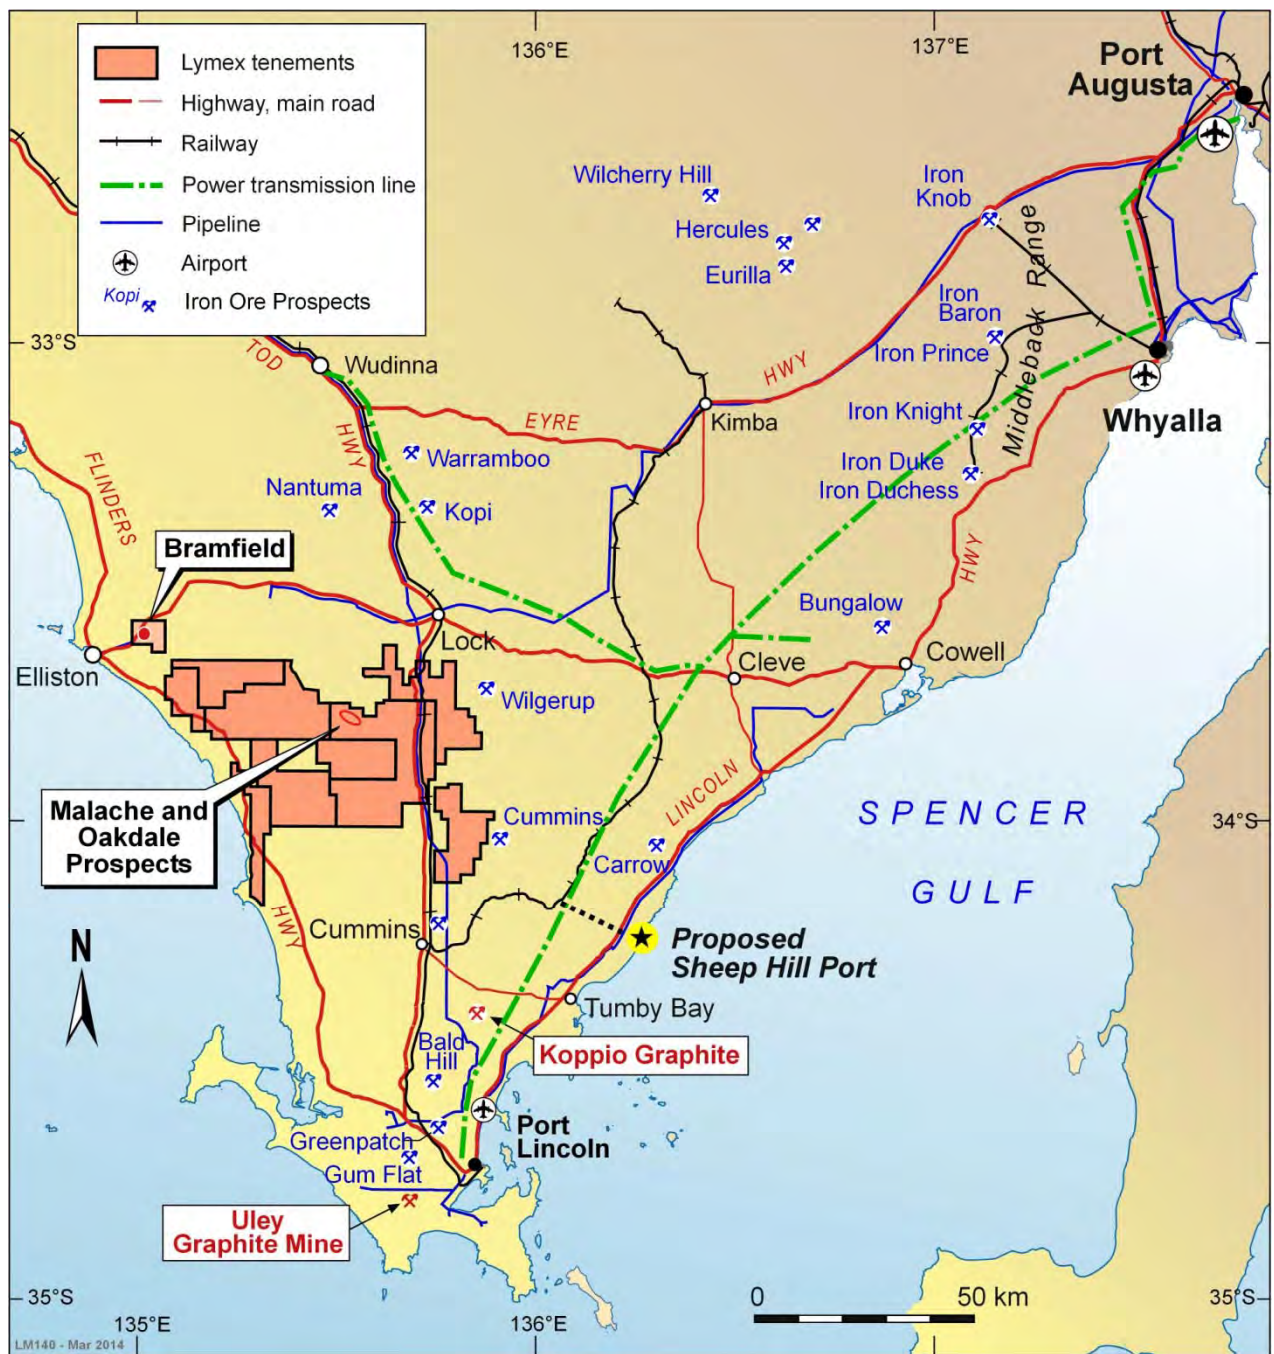 136°E
137°E
Port
Augusta
Lymex tenements
Highway, main road
Railway
Power transmission line
Pipeline
Airport
Kopi
Iron Ore Prospects
Wilcherry Hill
Hercules
Eurilla
Iron
Knob
Iron
Baron
Iron Prince
Middleback Range
33°S
TOD
HWY
Wudinna
HWY
Kimba
EYRE
Iron Knight
Whyalla
Iron Duke
Iron Duchess
Warramboo
Nantuma
Kopi
FLINDERS
Bramfield
HWY
Bungalow
Lock
Cowell
Elliston
Cleve
Wilgerup
LINCOLN
Malache and
Oakdale
Prospects
Cummins
SPENCER
GULF
34°S
Carrow
HWY
Cummins
N
Proposed
Sheep Hill Port
Tumby Bay
Koppio Graphite
Bald
Hill
Port
Lincoln
Greenpatch
Gum Flat
Uley
Graphite Mine
0 50 km
35°S
35°S
135°E
136°E
LM140 - Mar 2014